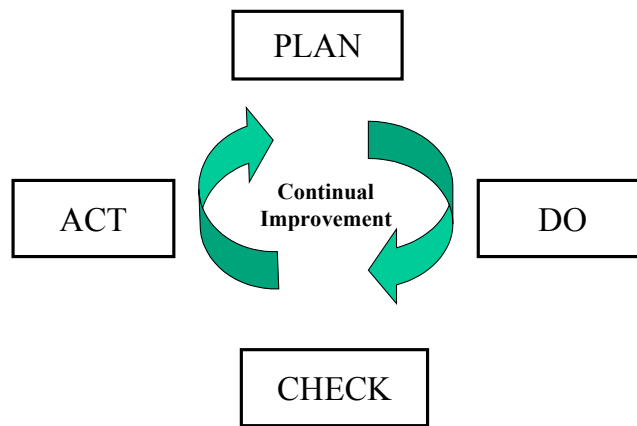 PLAN
ACT
Continual
Improvement
DO
CHECK